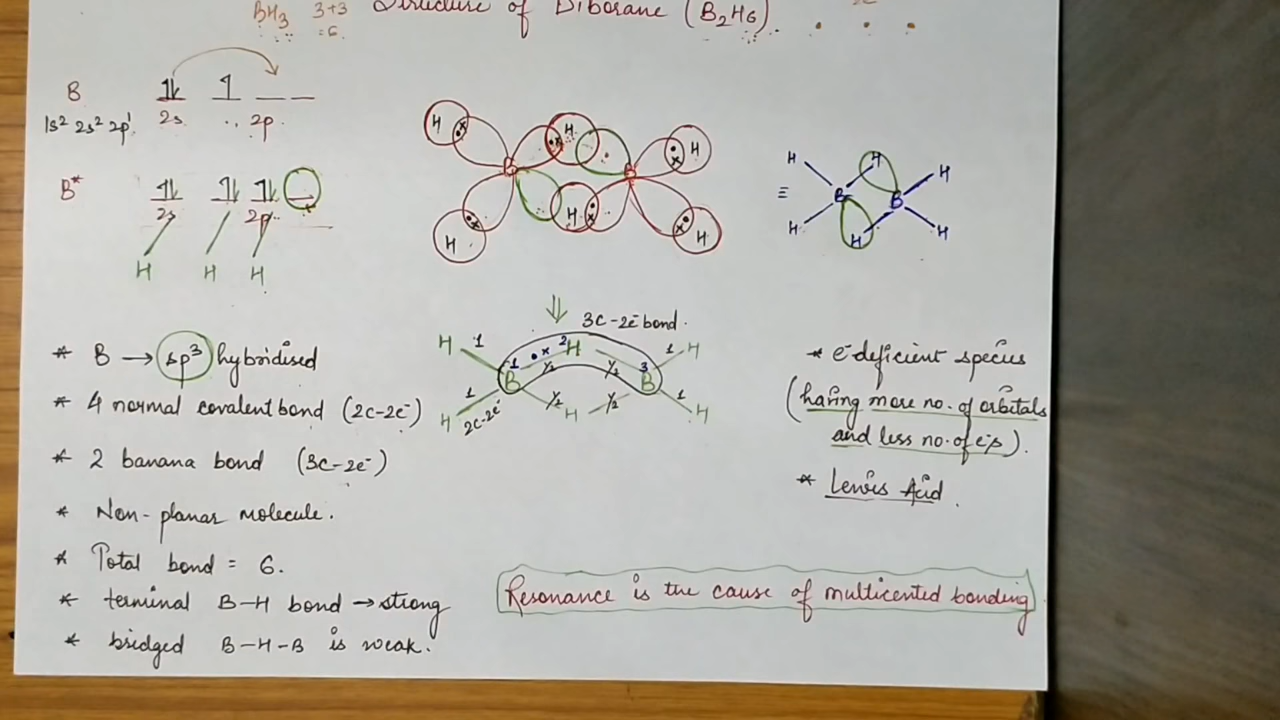 BH₃ 3+3 Structure of Diborane (B₂H₆).
=6.
B
1s² 2s² 2p¹ 2s 2p
B* 2s 2p
H H H
H H H
B B
H H H
≡
H H H
B B
H H H
⇓
3c-2e⁻ bond.
H 1 1 • x 2 H 3 1 H
B ½ ½ B
H 1 ½ H ½ 1 H
2c-2e⁻
* B → sp³ hybridised
* 4 normal covalent bond (2c-2e⁻)
* 2 banana bond (3c-2e⁻)
* Non-planar molecule.
* Total bond = 6.
* terminal B-H bond → strong
* bridged B-H-B is weak.
* e⁻ deficient species
(having more no. of orbitals
and less no. of e⁻s).
* Lewis Acid.
Resonance is the cause of multicented bonding